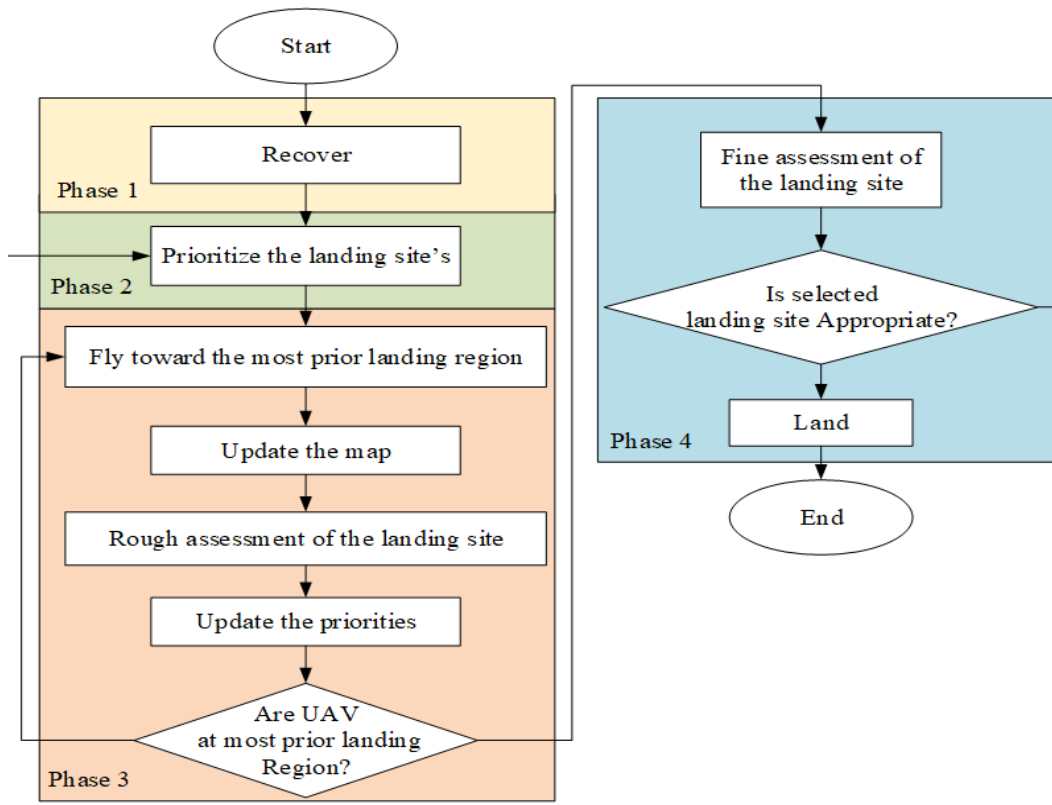 Start
Recover
Phase 1
Prioritize the landing site's
Phase 2
Fly toward the most prior landing region
Update the map
Rough assessment of the landing site
Update the priorities
Are UAV
at most prior landing
Region?
Phase 3
Fine assessment of
the landing site
Is selected
landing site Appropriate?
Land
Phase 4
End